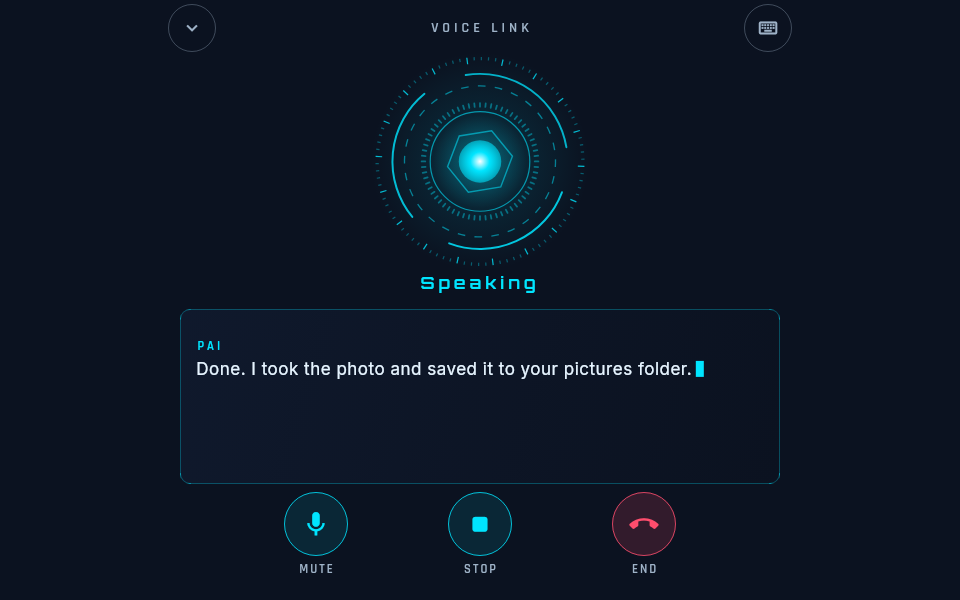 VOICE LINK
Speaking
PAI
Done. I took the photo and saved it to your pictures folder.
MUTE
STOP
END